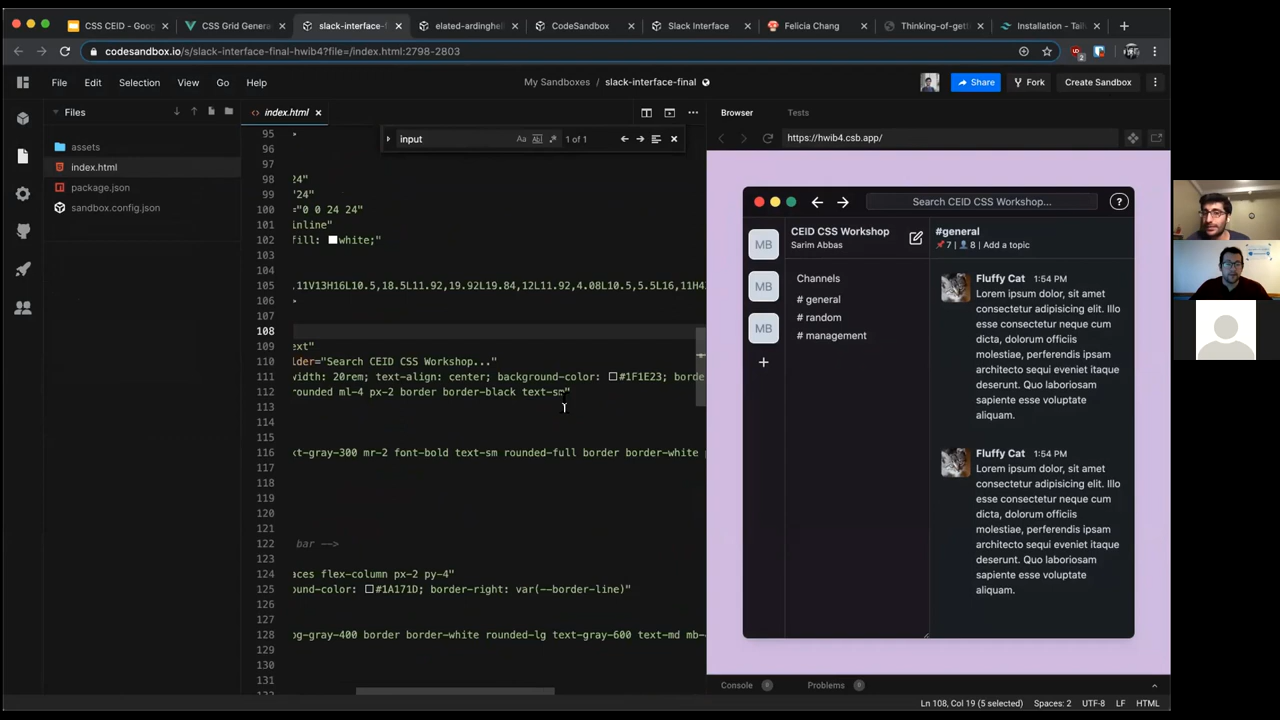 CSS CEID - Goo
CSS Grid Genera
slack-interface-fin
elated-ardinghel
CodeSandbox
Slack Interface
Felicia Chang
Thinking-of-gett
Installation - Tail
codesandbox.io/s/slack-interface-final-hwib4?file=/index.html:2798-2803
File Edit Selection View Go Help
My Sandboxes / slack-interface-final
Share
Fork
Create Sandbox
Files
assets
index.html
package.json
sandbox.config.json
index.html
input
1 of 1
95 >
96
97
98 24"
99 "24"
100 ="0 0 24 24"
101 inline"
102 fill: white;"
103
104
105 ,11V13H16L10.5,18.5L11.92,19.92L19.84,12L11.92,4.08L10.5,5.5L16,11H4
106 >
107
108
109 ext"
110 lder="Search CEID CSS Workshop..."
111 width: 20rem; text-align: center; background-color: #1F1E23; borde
112 rounded ml-4 px-2 border border-black text-sm"
113
114
115
116 xt-gray-300 mr-2 font-bold text-sm rounded-full border border-white p
117
118
119
120
121
122 bar -->
123
124 aces flex-column px-2 py-4"
125 ound-color: #1A171D; border-right: var(--border-line)"
126
127
128 bg-gray-400 border border-white rounded-lg text-gray-600 text-md mb-
129
130
131
Browser Tests
https://hwib4.csb.app/
Search CEID CSS Workshop...
?
MB
MB
MB
+
CEID CSS Workshop
Sarim Abbas
Channels
# general
# random
# management
#general
7 | 8 | Add a topic
Fluffy Cat 1:54 PM
Lorem ipsum dolor, sit amet
consectetur adipisicing elit. Illo
esse consectetur neque cum
dicta, dolorum officiis
molestiae, perferendis ipsam
architecto sequi eveniet itaque
deserunt. Quo laboriosam
sapiente esse voluptate
aliquam.
Fluffy Cat 1:54 PM
Lorem ipsum dolor, sit amet
consectetur adipisicing elit. Illo
esse consectetur neque cum
dicta, dolorum officiis
molestiae, perferendis ipsam
architecto sequi eveniet itaque
deserunt. Quo laboriosam
sapiente esse voluptate
aliquam.
Console 0 Problems 0
Ln 108, Col 19 (5 selected) Spaces: 2 UTF-8 LF HTML